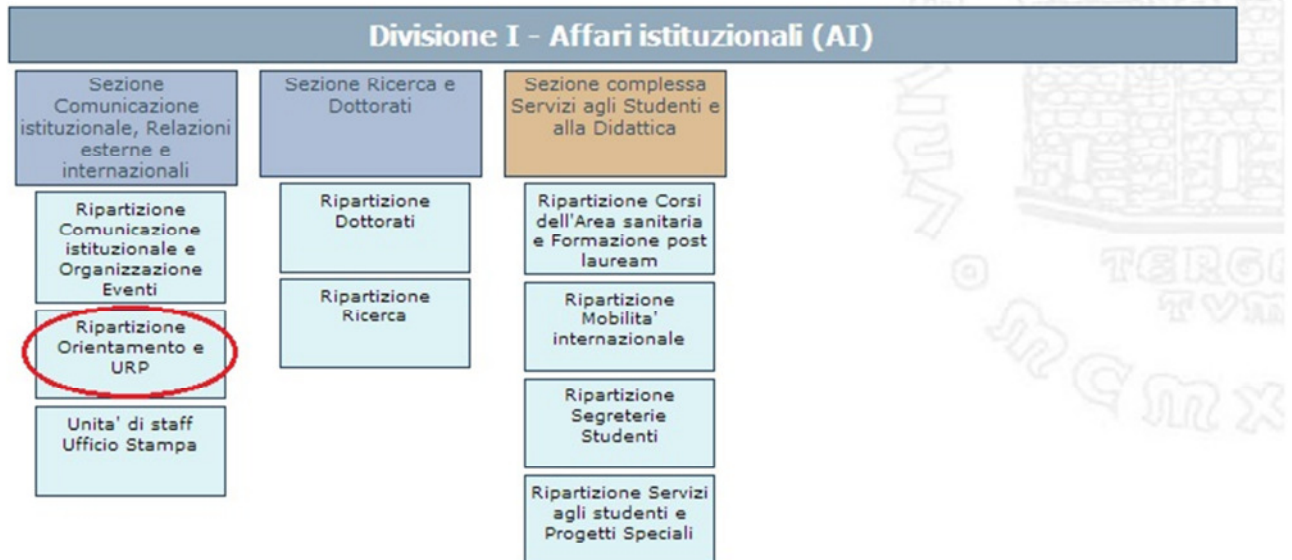 Divisione I - Affari istituzionali (AI)
Sezione
Comunicazione
istituzionale, Relazioni
esterne e
internazionali
Ripartizione
Comunicazione
istituzionale e
Organizzazione
Eventi
Ripartizione
Orientamento e
URP
Unita' di staff
Ufficio Stampa
Sezione Ricerca e
Dottorati
Ripartizione
Dottorati
Ripartizione
Ricerca
Sezione complessa
Servizi agli Studenti e
alla Didattica
Ripartizione Corsi
dell'Area sanitaria
e Formazione post
lauream
Ripartizione
Mobilita'
internazionale
Ripartizione
Segreterie
Studenti
Ripartizione Servizi
agli studenti e
Progetti Speciali
TERG
TVM
MCMX